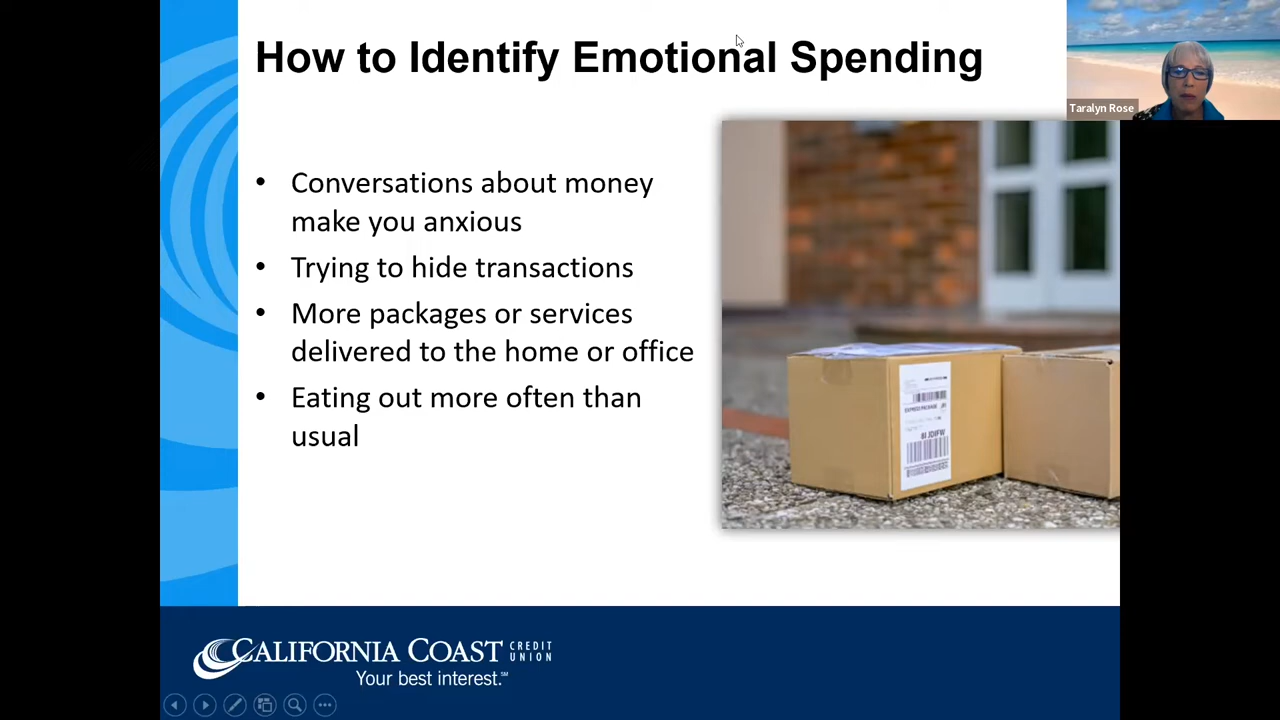 How to Identify Emotional Spending
Taralyn Rose
• Conversations about money
make you anxious
• Trying to hide transactions
• More packages or services
delivered to the home or office
• Eating out more often than
usual
EXPRESS PACKAGE
CALIFORNIA COAST CREDIT UNION
Your best interest.℠